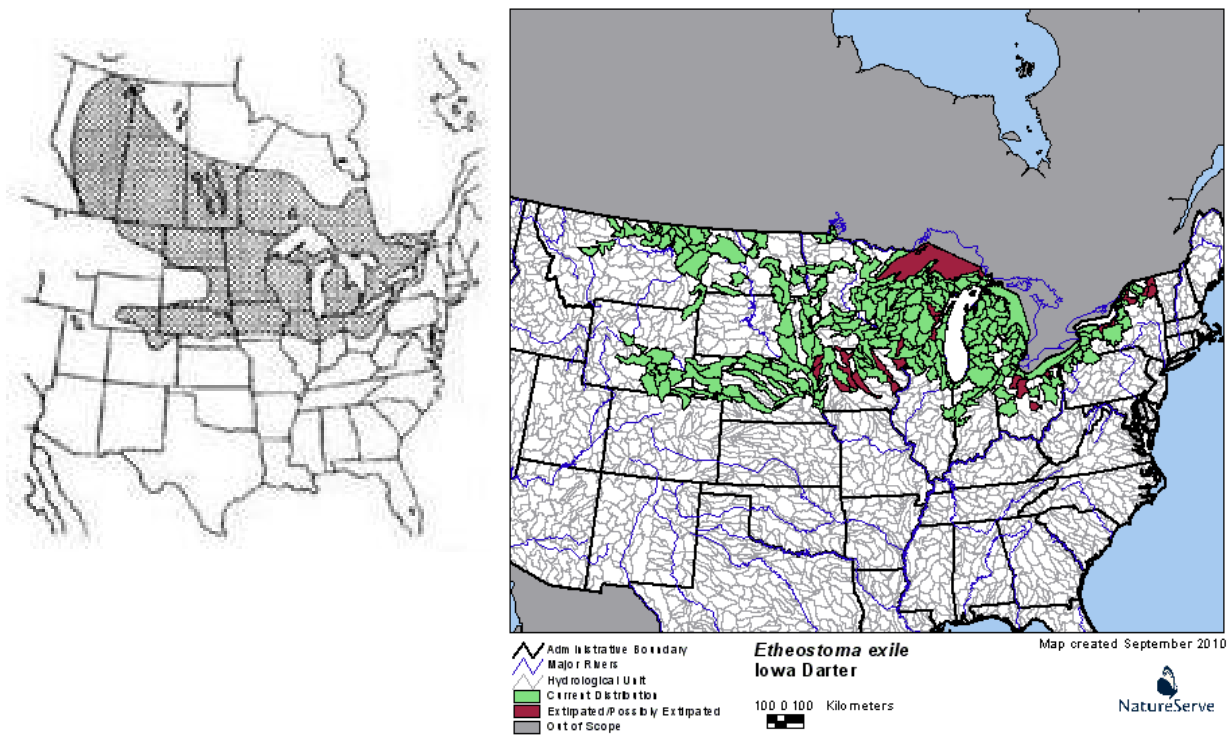 Administrative Boundary
Major Rivers
Hydrological Unit
Current Distribution
Extirpated/Possibly Extirpated
Out of Scope
Etheostoma exile
Iowa Darter
100 0 100 Kilometers
Map created September 2010
NatureServe